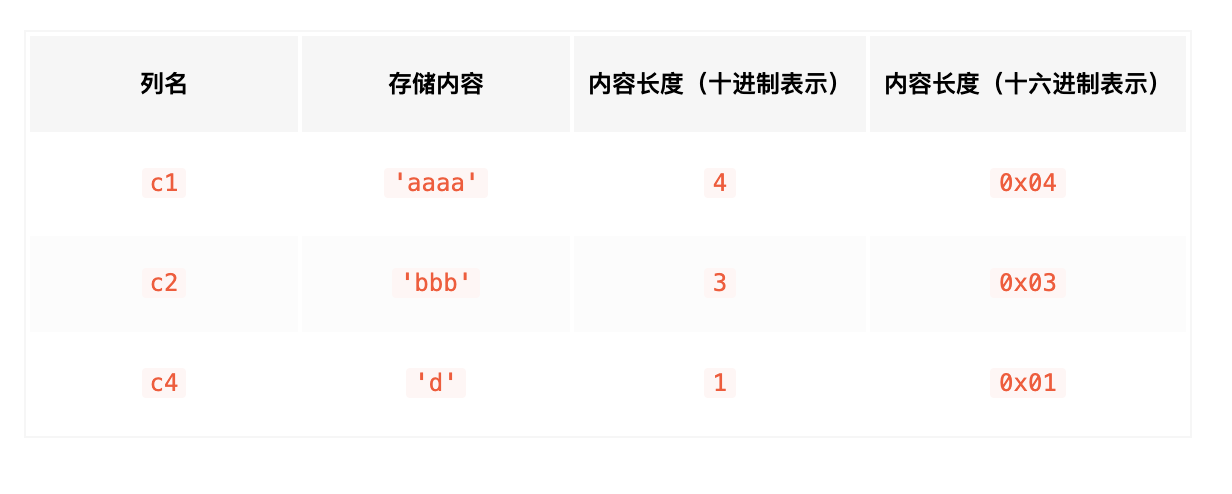 列名 存储内容 内容长度（十进制表示） 内容长度（十六进制表示）
c1 'aaaa' 4 0x04
c2 'bbb' 3 0x03
c4 'd' 1 0x01